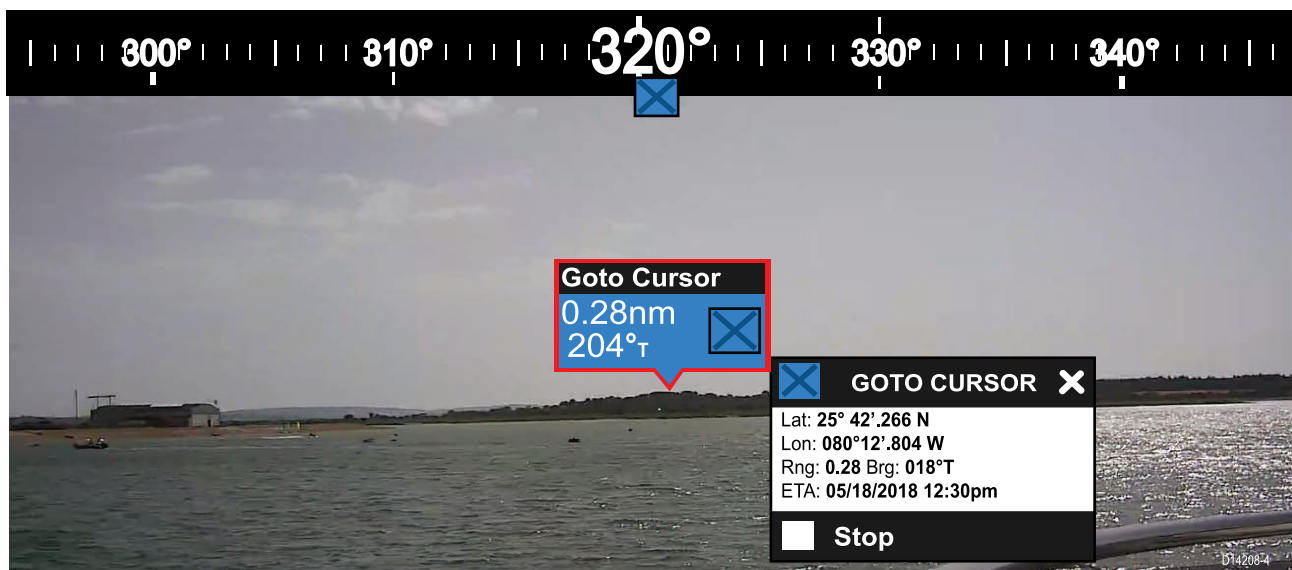 300° 310° 320° 330° 340°
Goto Cursor
0.28nm
204°T
GOTO CURSOR
Lat: 25° 42’.266 N
Lon: 080°12’.804 W
Rng: 0.28 Brg: 018°T
ETA: 05/18/2018 12:30pm
Stop
D14208-4